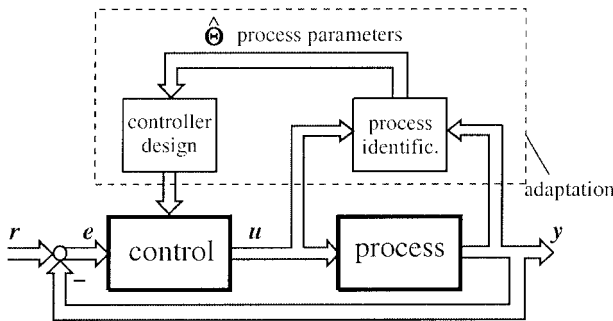 Θ̂ process parameters
controller
design
process
identific.
adaptation
r
e
control
u
process
y
−